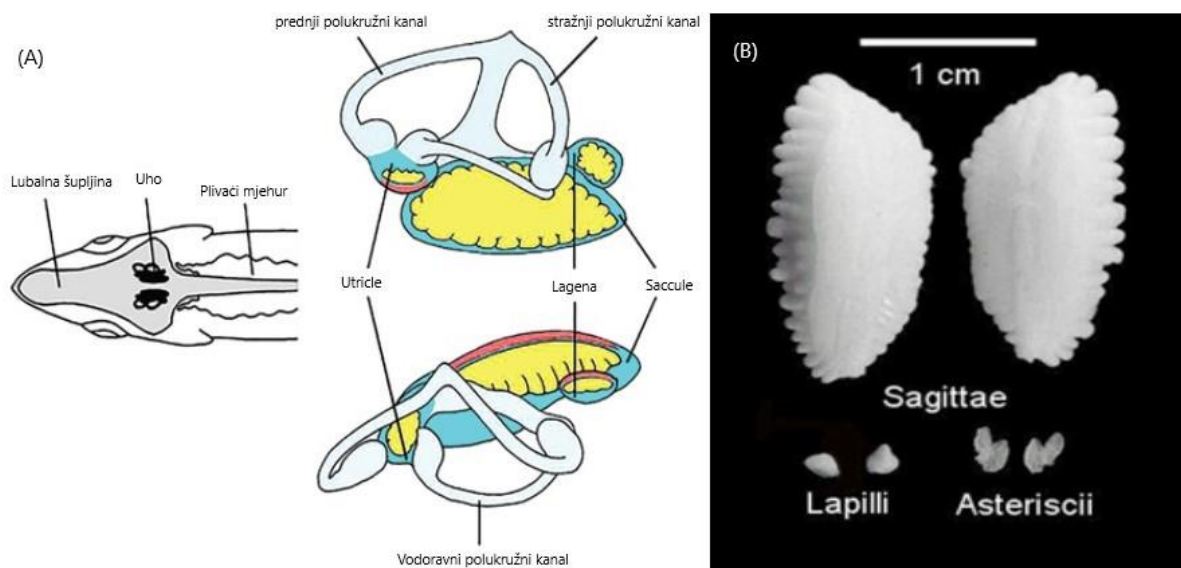 (A)
prednji polukružni kanal
stražnji polukružni kanal
Lubalna šupljina
Uho
Plivaći mjehur
Utricle
Lagena
Saccule
Vodoravni polukružni kanal
(B)
1 cm
Sagittae
Lapilli
Asteriscii